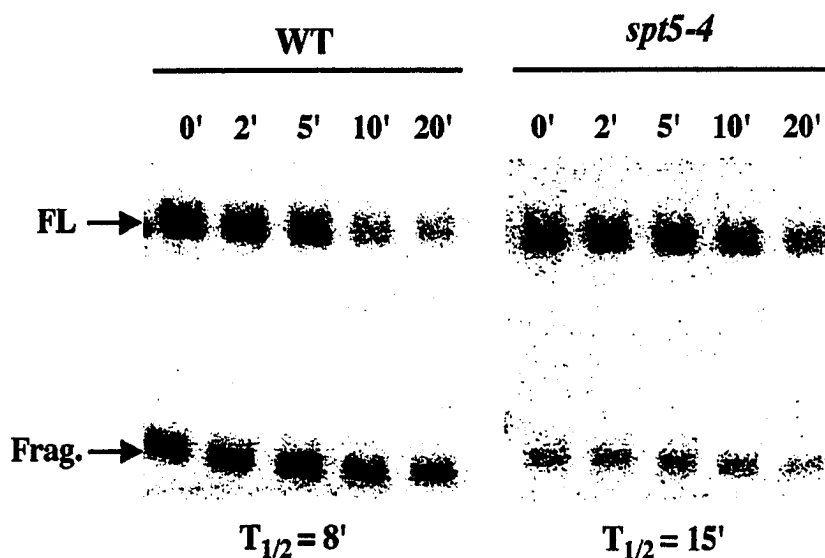 WT spt5-4
0' 2' 5' 10' 20' 0' 2' 5' 10' 20'
FL
Frag.
T1/2 = 8' T1/2 = 15'